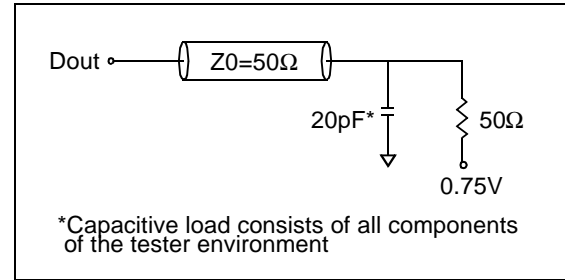 Dout
Z0=50Ω
20pF*
50Ω
0.75V
*Capacitive load consists of all components
of the tester environment